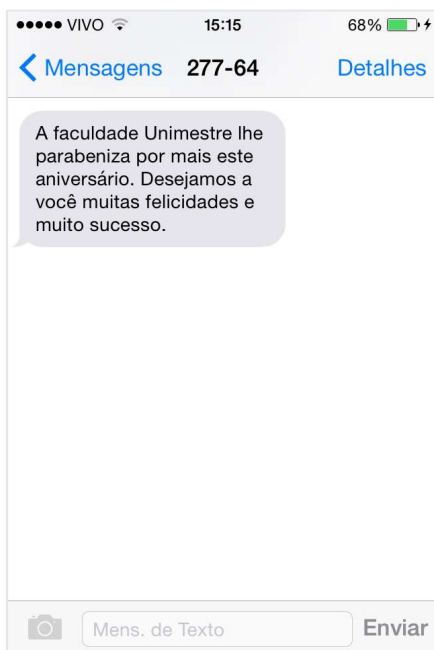 VIVO 15:15 68%
Mensagens 277-64 Detalhes
A faculdade Unimestre lhe
parabeniza por mais este
aniversário. Desejamos a
você muitas felicidades e
muito sucesso.
Mens. de Texto Enviar